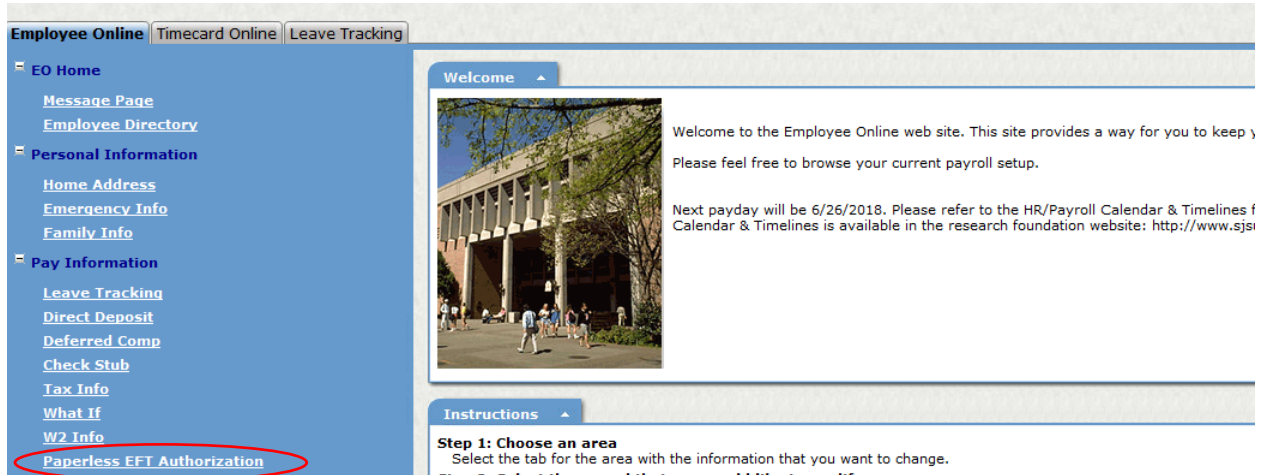 Employee Online Timecard Online Leave Tracking
EO Home
Message Page
Employee Directory
Personal Information
Home Address
Emergency Info
Family Info
Pay Information
Leave Tracking
Direct Deposit
Deferred Comp
Check Stub
Tax Info
What If
W2 Info
Paperless EFT Authorization
Welcome
Welcome to the Employee Online web site. This site provides a way for you to keep y
Please feel free to browse your current payroll setup.
Next payday will be 6/26/2018. Please refer to the HR/Payroll Calendar & Timelines f
Calendar & Timelines is available in the research foundation website: http://www.sjs
Instructions
Step 1: Choose an area
Select the tab for the area with the information that you want to change.